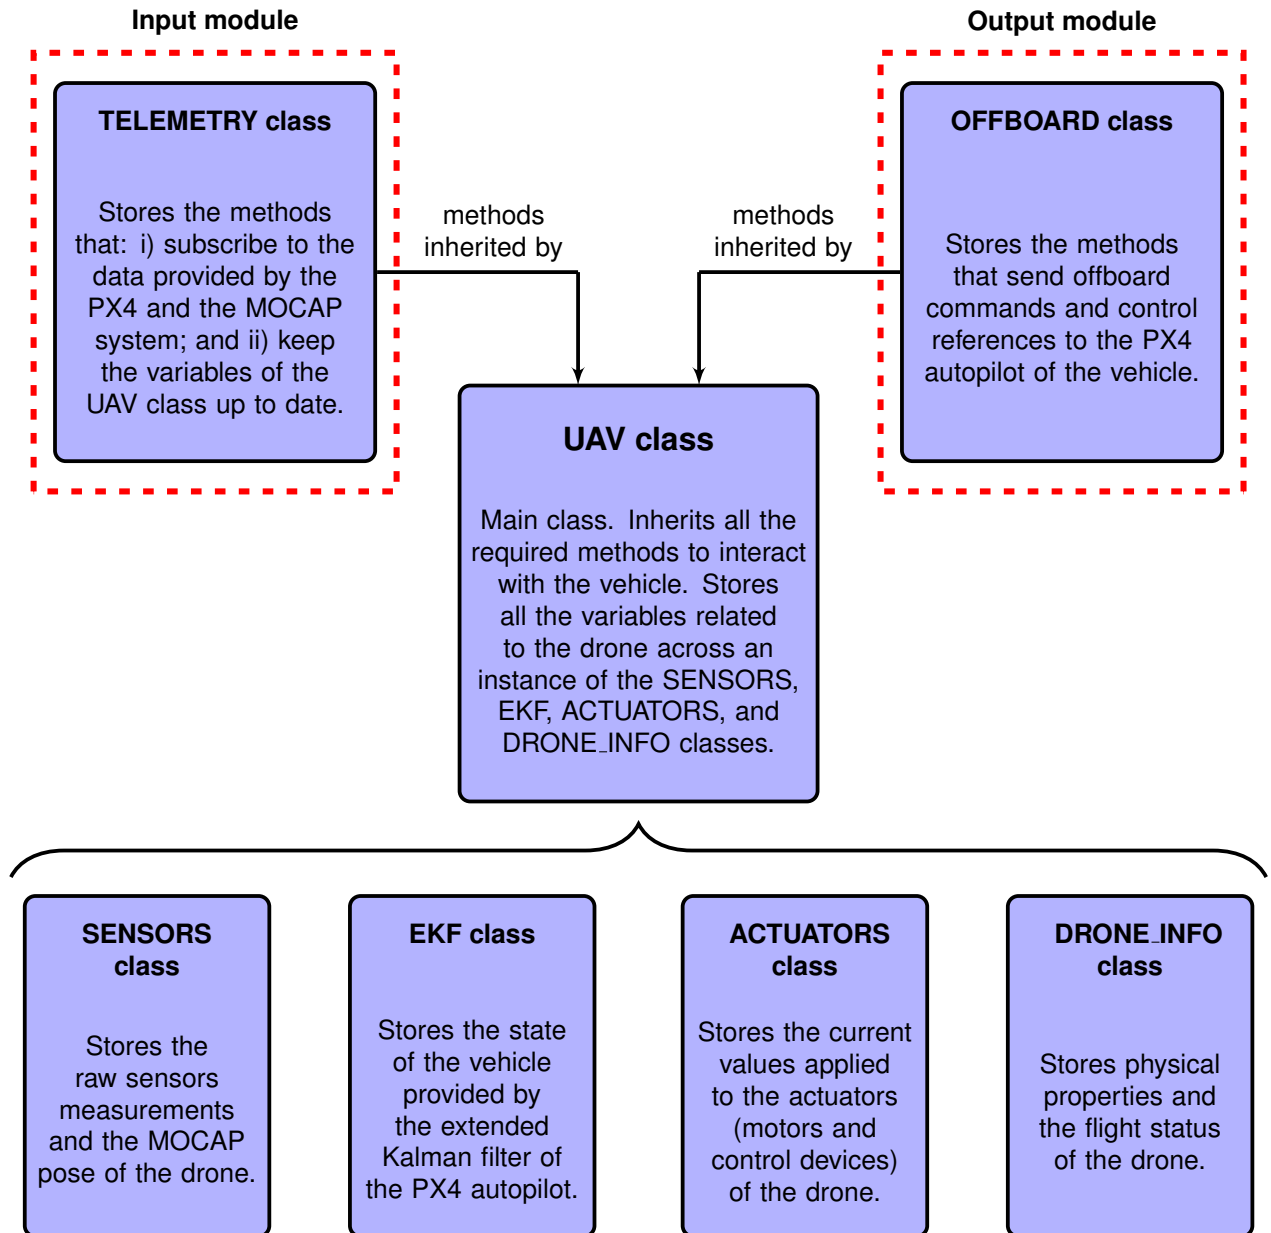 Input module
Output module
TELEMETRY class
Stores the methods
that: i) subscribe to the
data provided by the
PX4 and the MOCAP
system; and ii) keep
the variables of the
UAV class up to date.
methods
inherited by
methods
inherited by
OFFBOARD class
Stores the methods
that send offboard
commands and control
references to the PX4
autopilot of the vehicle.
UAV class
Main class. Inherits all the
required methods to interact
with the vehicle. Stores
all the variables related
to the drone across an
instance of the SENSORS,
EKF, ACTUATORS, and
DRONE_INFO classes.
SENSORS
class
Stores the
raw sensors
measurements
and the MOCAP
pose of the drone.
EKF class
Stores the state
of the vehicle
provided by
the extended
Kalman filter of
the PX4 autopilot.
ACTUATORS
class
Stores the current
values applied
to the actuators
(motors and
control devices)
of the drone.
DRONE_INFO
class
Stores physical
properties and
the flight status
of the drone.